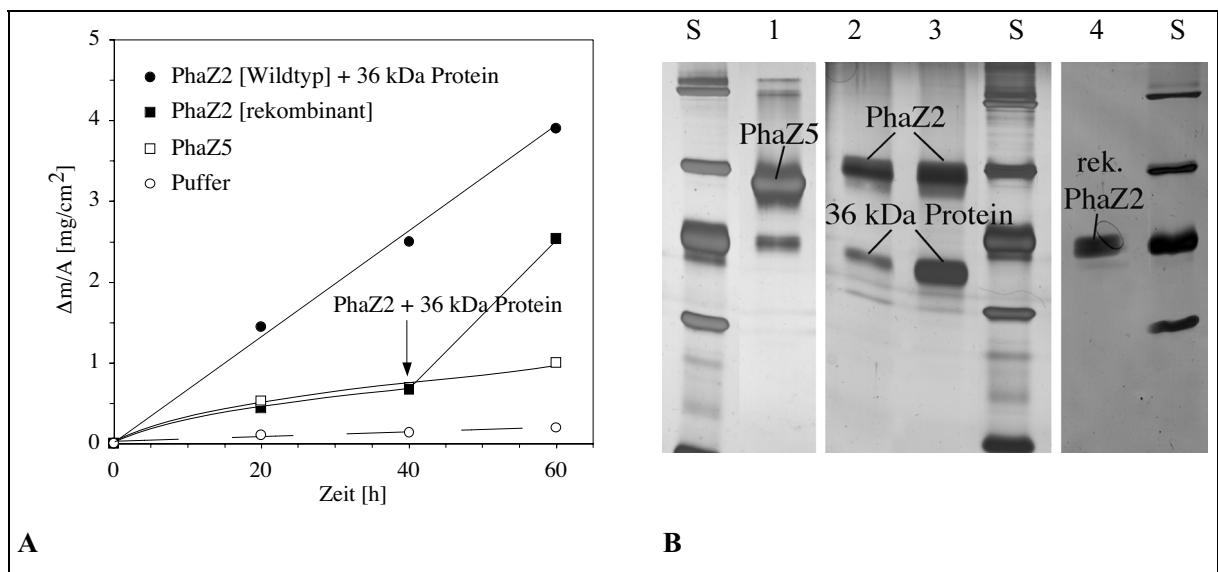 5
4
3
2
1
0
Δm/A [mg/cm2]
PhaZ2 [Wildtyp] + 36 kDa Protein
PhaZ2 [rekombinant]
PhaZ5
Puffer
PhaZ2 + 36 kDa Protein
0 20 40 60
Zeit [h]
A
S 1 2 3 S 4 S
PhaZ5
PhaZ2
36 kDa Protein
rek.
PhaZ2
B